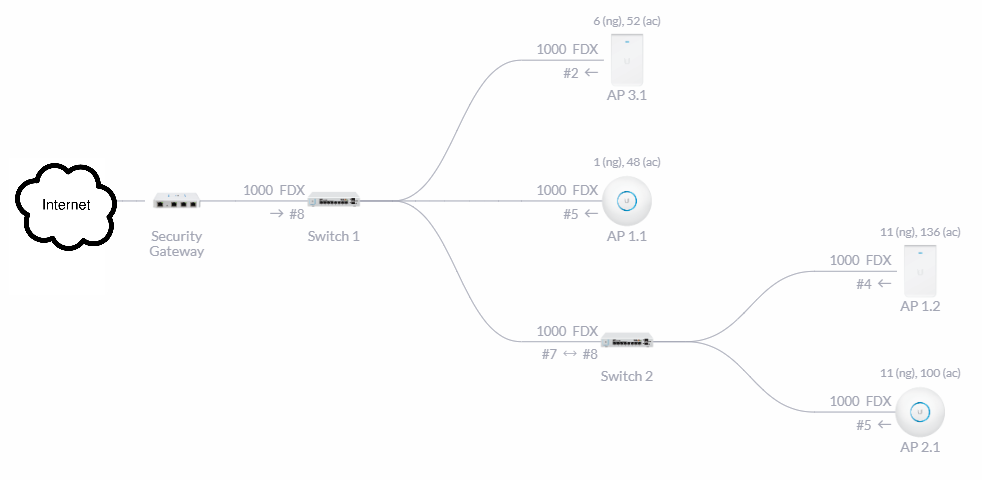 6 (ng), 52 (ac)
1000 FDX
#2 ←
AP 3.1
1 (ng), 48 (ac)
Internet
1000 FDX
→ #8
1000 FDX
#5 ←
Security
Gateway
Switch 1
AP 1.1
11 (ng), 136 (ac)
1000 FDX
#4 ←
AP 1.2
1000 FDX
#7 ↔ #8
Switch 2
11 (ng), 100 (ac)
1000 FDX
#5 ←
AP 2.1